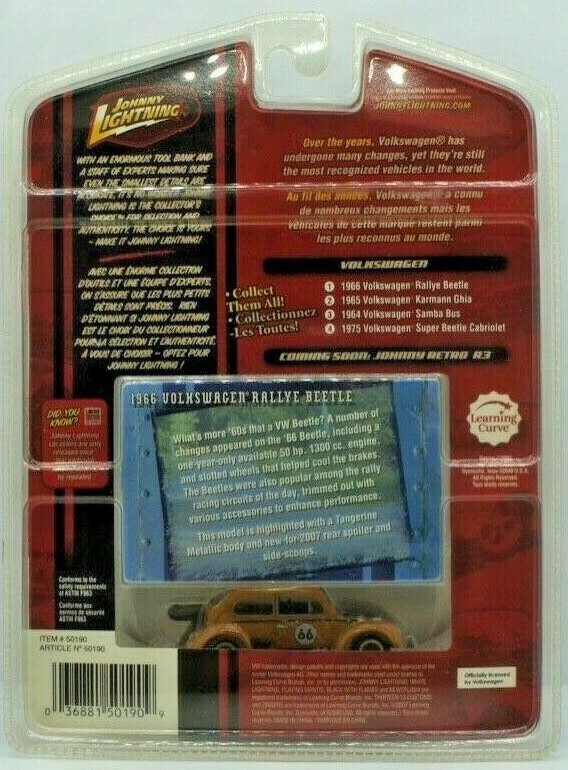 JOHNNY
LIGHTNING
WITH AN ENORMOUS TOOL BANK AND
A STAFF OF EXPERTS MAKING SURE
EVEN THE SMALLEST DETAILS ARE
LIGHTNING IS THE COLLECTOR'S
CHOICE FOR SELECTION AND
AUTHENTICITY. THE CHOICE IS YOURS
– MAKE IT JOHNNY LIGHTNING!
AVEC UNE ÉNORME COLLECTION
D'OUTILS ET UNE ÉQUIPE D'EXPERTS,
ON S'ASSURE QUE LES PLUS PETITS
DÉTAILS SONT PRÉCIS. RIEN
D'ÉTONNANT SI JOHNNY LIGHTNING
EST LE CHOIX DU COLLECTIONNEUR
POUR LA SÉLECTION ET L'AUTHENTICITÉ.
À VOUS DE CHOISIR – OPTEZ POUR
JOHNNY LIGHTNING !
JOHNNYLIGHTNING.COM
Over the years, Volkswagen® has
undergone many changes, yet they're still
the most recognized vehicles in the world.
Au fil des années, Volkswagen® a connu
de nombreux changements mais les
véhicules de cette marque restent parmi
les plus reconnus au monde.
VOLKSWAGEN
• Collect
Them All!
• Collectionnez
-Les Toutes!
1 1966 Volkswagen® Rallye Beetle
2 1965 Volkswagen® Karmann Ghia
3 1964 Volkswagen® Samba Bus
4 1975 Volkswagen® Super Beetle Cabriolet
COMING SOON: JOHNNY RETRO R3
DID YOU
KNOW?
Johnny Lightning
be repeated
Learning
Curve
All Rights Reserved
Tous droits réservés
1966 VOLKSWAGEN® RALLYE BEETLE
What's more '60s that a VW Beetle? A number of
changes appeared on the '66 Beetle, including a
one-year-only available 50 hp. 1300 cc. engine,
and slotted wheels that helped cool the brakes.
The Beetles were also popular among the rally
racing circuits of the day, trimmed out with
various accessories to enhance performance.
This model is highlighted with a Tangerine
Metallic body and new-for-2007 rear spoiler and
side-scoops.
66
Conforms to the
safety requirements
of ASTM F963
Conforme aux
normes de sécurité
ASTM F963
ITEM # 50190
ARTICLE N° 50190
0 36881 50190 9
Officially licensed
by Volkswagen